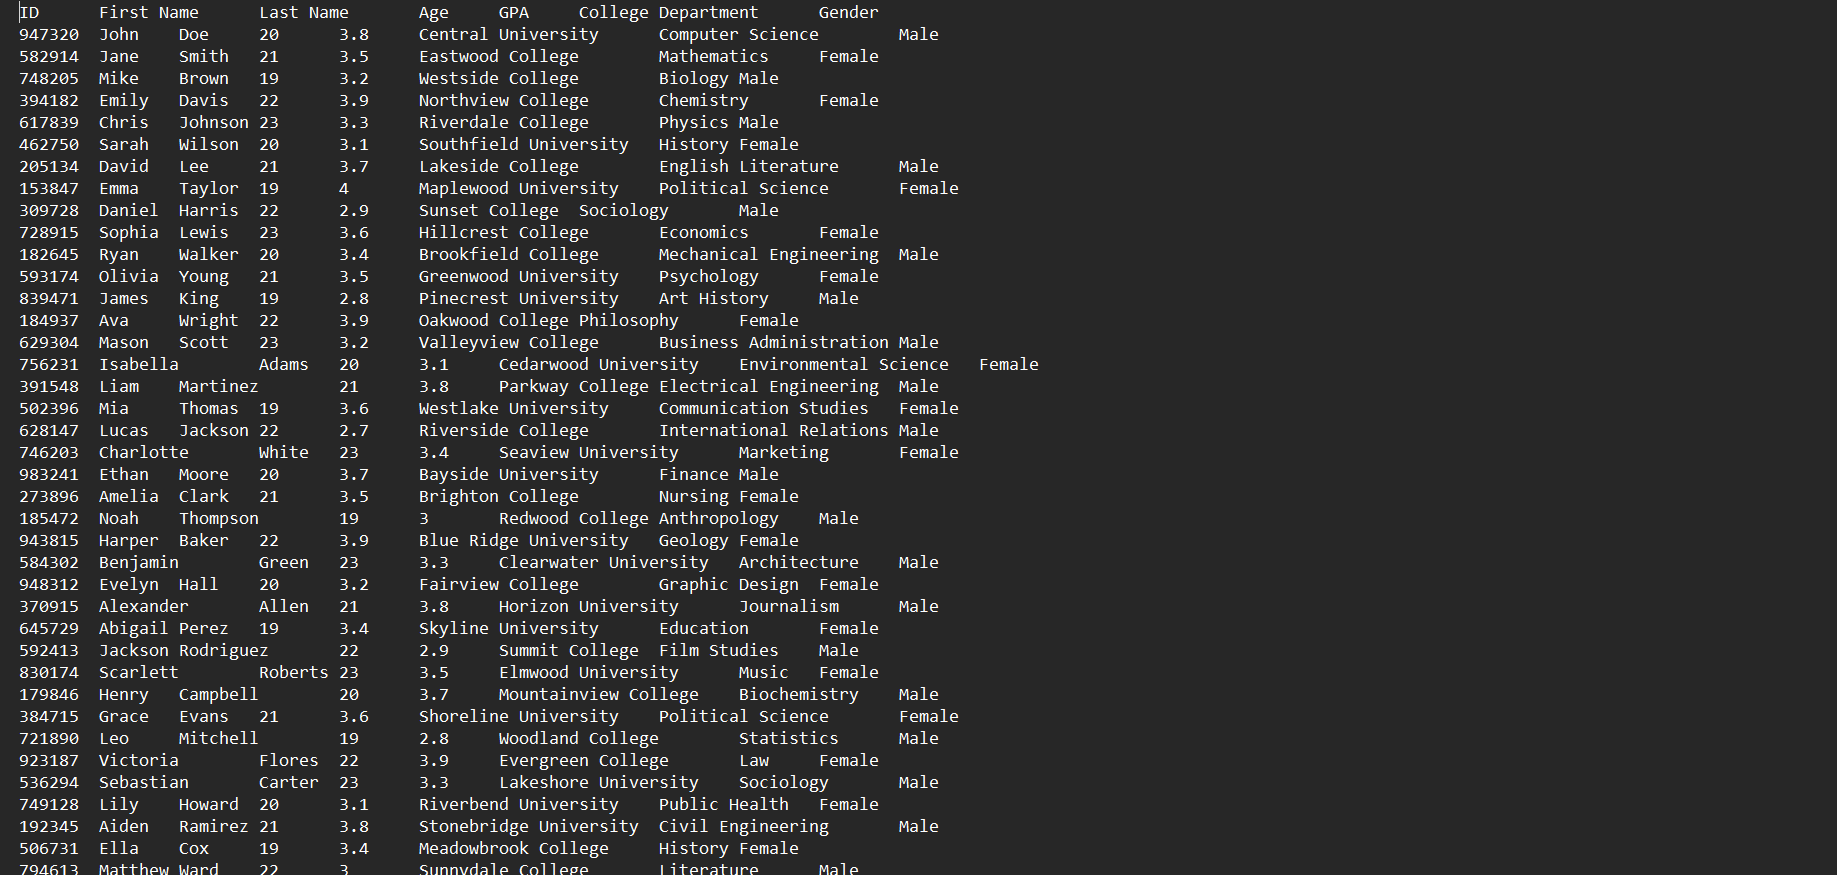 ID First Name Last Name Age GPA College Department Gender
947320 John Doe 20 3.8 Central University Computer Science Male
582914 Jane Smith 21 3.5 Eastwood College Mathematics Female
748205 Mike Brown 19 3.2 Westside College Biology Male
394182 Emily Davis 22 3.9 Northview College Chemistry Female
617839 Chris Johnson 23 3.3 Riverdale College Physics Male
462750 Sarah Wilson 20 3.1 Southfield University History Female
205134 David Lee 21 3.7 Lakeside College English Literature Male
153847 Emma Taylor 19 4 Maplewood University Political Science Female
309728 Daniel Harris 22 2.9 Sunset College Sociology Male
728915 Sophia Lewis 23 3.6 Hillcrest College Economics Female
182645 Ryan Walker 20 3.4 Brookfield College Mechanical Engineering Male
593174 Olivia Young 21 3.5 Greenwood University Psychology Female
839471 James King 19 2.8 Pinecrest University Art History Male
184937 Ava Wright 22 3.9 Oakwood College Philosophy Female
629304 Mason Scott 23 3.2 Valleyview College Business Administration Male
756231 Isabella Adams 20 3.1 Cedarwood University Environmental Science Female
391548 Liam Martinez 21 3.8 Parkway College Electrical Engineering Male
502396 Mia Thomas 19 3.6 Westlake University Communication Studies Female
628147 Lucas Jackson 22 2.7 Riverside College International Relations Male
746203 Charlotte White 23 3.4 Seaview University Marketing Female
983241 Ethan Moore 20 3.7 Bayside University Finance Male
273896 Amelia Clark 21 3.5 Brighton College Nursing Female
185472 Noah Thompson 19 3 Redwood College Anthropology Male
943815 Harper Baker 22 3.9 Blue Ridge University Geology Female
584302 Benjamin Green 23 3.3 Clearwater University Architecture Male
948312 Evelyn Hall 20 3.2 Fairview College Graphic Design Female
370915 Alexander Allen 21 3.8 Horizon University Journalism Male
645729 Abigail Perez 19 3.4 Skyline University Education Female
592413 Jackson Rodriguez 22 2.9 Summit College Film Studies Male
830174 Scarlett Roberts 23 3.5 Elmwood University Music Female
179846 Henry Campbell 20 3.7 Mountainview College Biochemistry Male
384715 Grace Evans 21 3.6 Shoreline University Political Science Female
721890 Leo Mitchell 19 2.8 Woodland College Statistics Male
923187 Victoria Flores 22 3.9 Evergreen College Law Female
536294 Sebastian Carter 23 3.3 Lakeshore University Sociology Male
749128 Lily Howard 20 3.1 Riverbend University Public Health Female
192345 Aiden Ramirez 21 3.8 Stonebridge University Civil Engineering Male
506731 Ella Cox 19 3.4 Meadowbrook College History Female
794613 Matthew Ward 22 3 Sunnydale College Literature Male